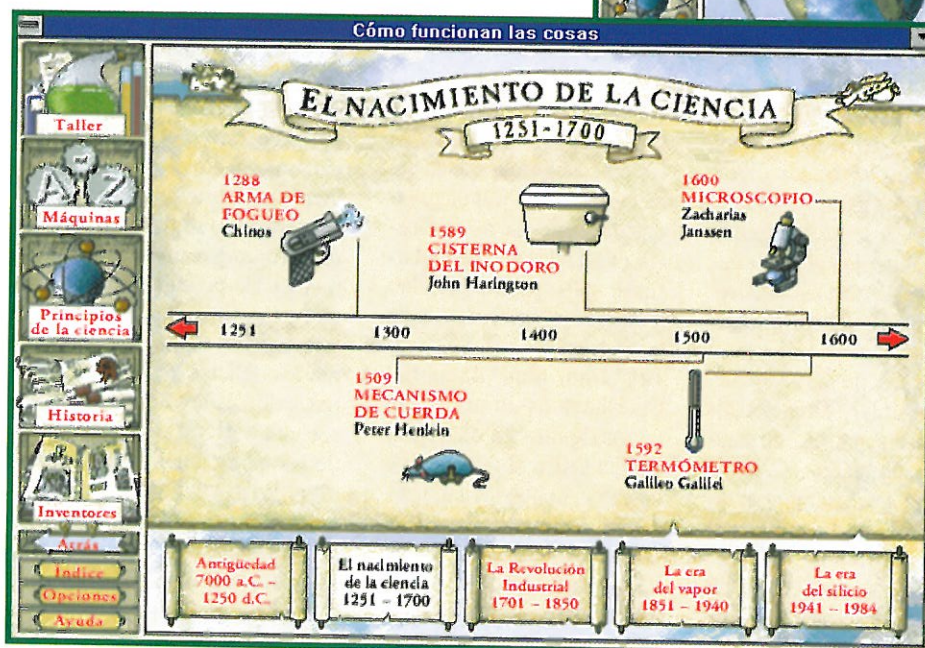 Cómo funcionan las cosas
Taller
A Z
Máquinas
Principios
de la ciencia
Historia
Inventores
Atrás
Índice
Opciones
Ayuda
EL NACIMIENTO DE LA CIENCIA
1251-1700
1288
ARMA DE
FOGUEO
Chinos
1589
CISTERNA
DEL INODORO
John Harington
1600
MICROSCOPIO
Zacharias
Janssen
1251
1300
1400
1500
1600
1509
MECANISMO
DE CUERDA
Peter Henlein
1592
TERMÓMETRO
Galileo Galilei
Antigüedad
7000 a.C. –
1250 d.C.
El nacimiento
de la ciencia
1251 – 1700
La Revolución
Industrial
1701 – 1850
La era
del vapor
1851 – 1940
La era
del silicio
1941 – 1984